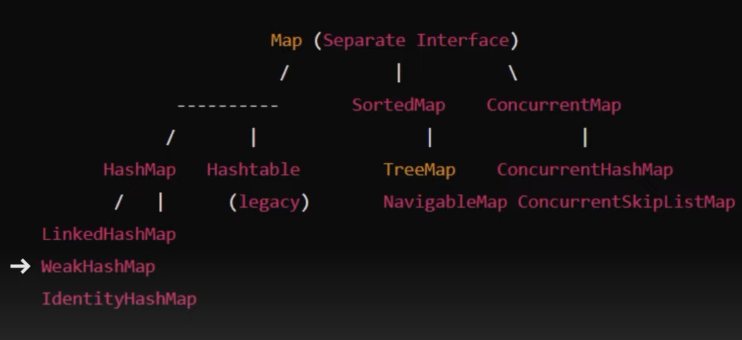 Map (Separate Interface)
/ | \
---------- SortedMap ConcurrentMap
/ | | |
HashMap Hashtable TreeMap ConcurrentHashMap
/ | (legacy) NavigableMap ConcurrentSkipListMap
LinkedHashMap
→ WeakHashMap
IdentityHashMap